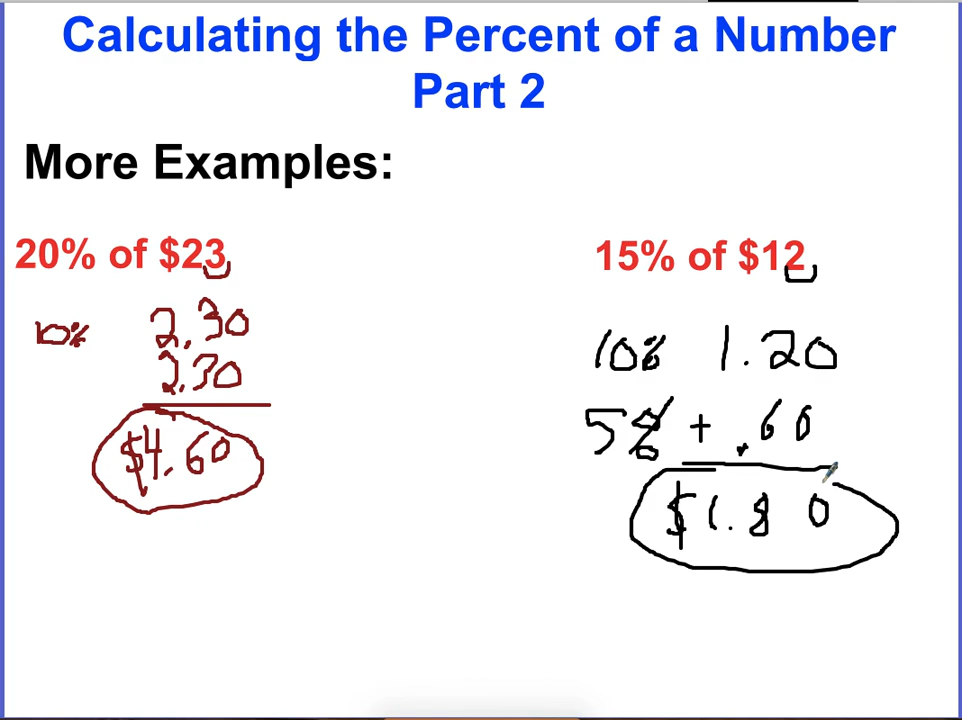 Calculating the Percent of a Number
Part 2
More Examples:
20% of $23
10% 2.30
2.30
$4.60
15% of $12
10% 1.20
5% + .60
$1.80